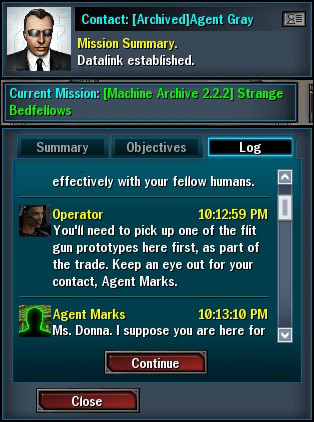 Contact: [Archived]Agent Gray
Mission Summary.
Datalink established.
Current Mission: [Machine Archive 2.2.2] Strange
Bedfellows
Summary Objectives Log
effectively with your fellow humans.
Operator 10:12:59 PM
You'll need to pick up one of the flit
gun prototypes here first, as part
of the trade. Keep an eye out for
your contact, Agent Marks.
Agent Marks 10:13:10 PM
Ms. Donna. I suppose you are here for
Continue
Close